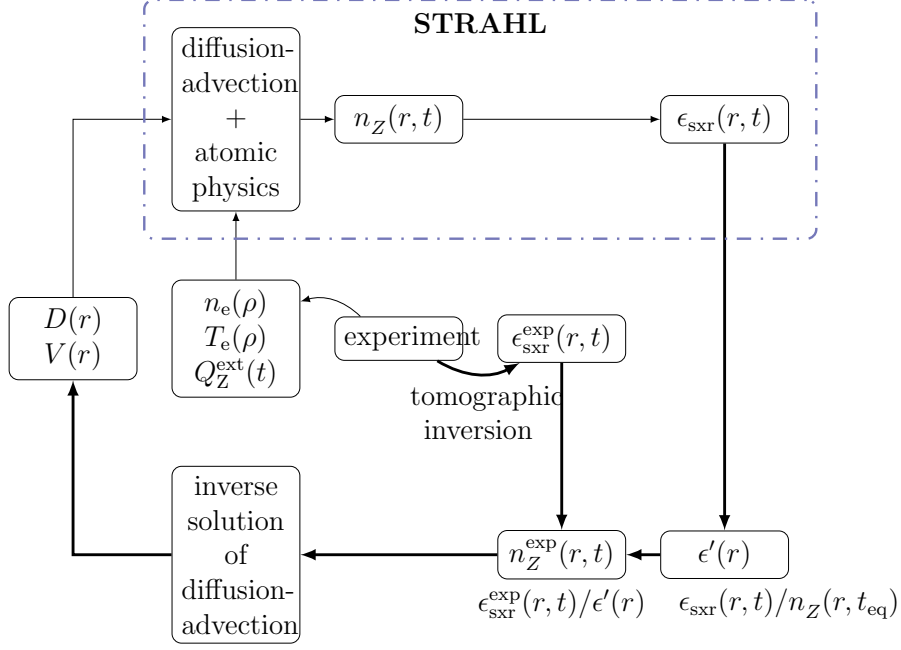 STRAHL
diffusion-
advection
+
atomic
physics
n_Z(r, t)
ϵ_sxr(r, t)
D(r)
V(r)
n_e(ρ)
T_e(ρ)
Q_Z^ext(t)
experiment
ϵ_sxr^exp(r, t)
tomographic
inversion
inverse
solution
of
diffusion-
advection
n_Z^exp(r, t)
ϵ′(r)
ϵ_sxr^exp(r, t)/ϵ′(r)
ϵ_sxr(r, t)/n_Z(r, t_eq)